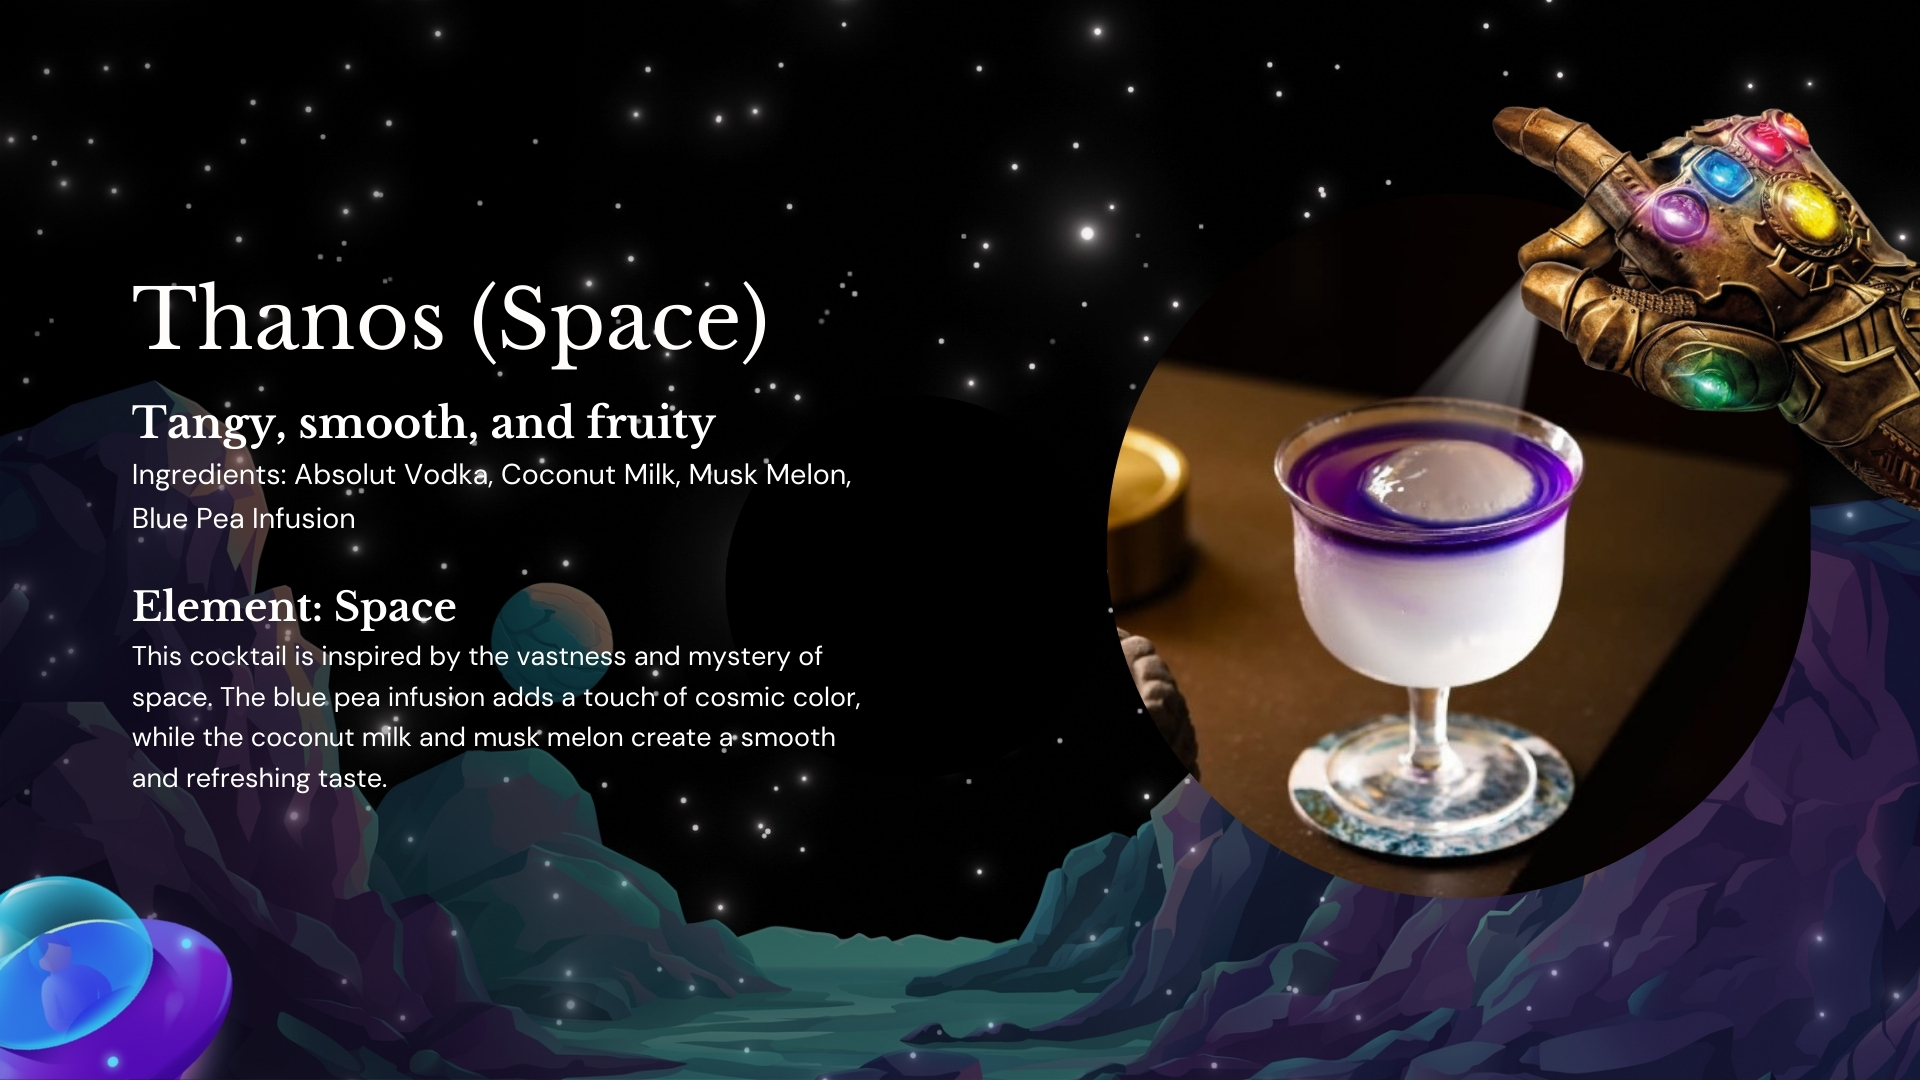 Thanos (Space)
Tangy, smooth, and fruity
Ingredients: Absolut Vodka, Coconut Milk, Musk Melon,
Blue Pea Infusion
Element: Space
This cocktail is inspired by the vastness and mystery of
space. The blue pea infusion adds a touch of cosmic color,
while the coconut milk and musk melon create a smooth
and refreshing taste.